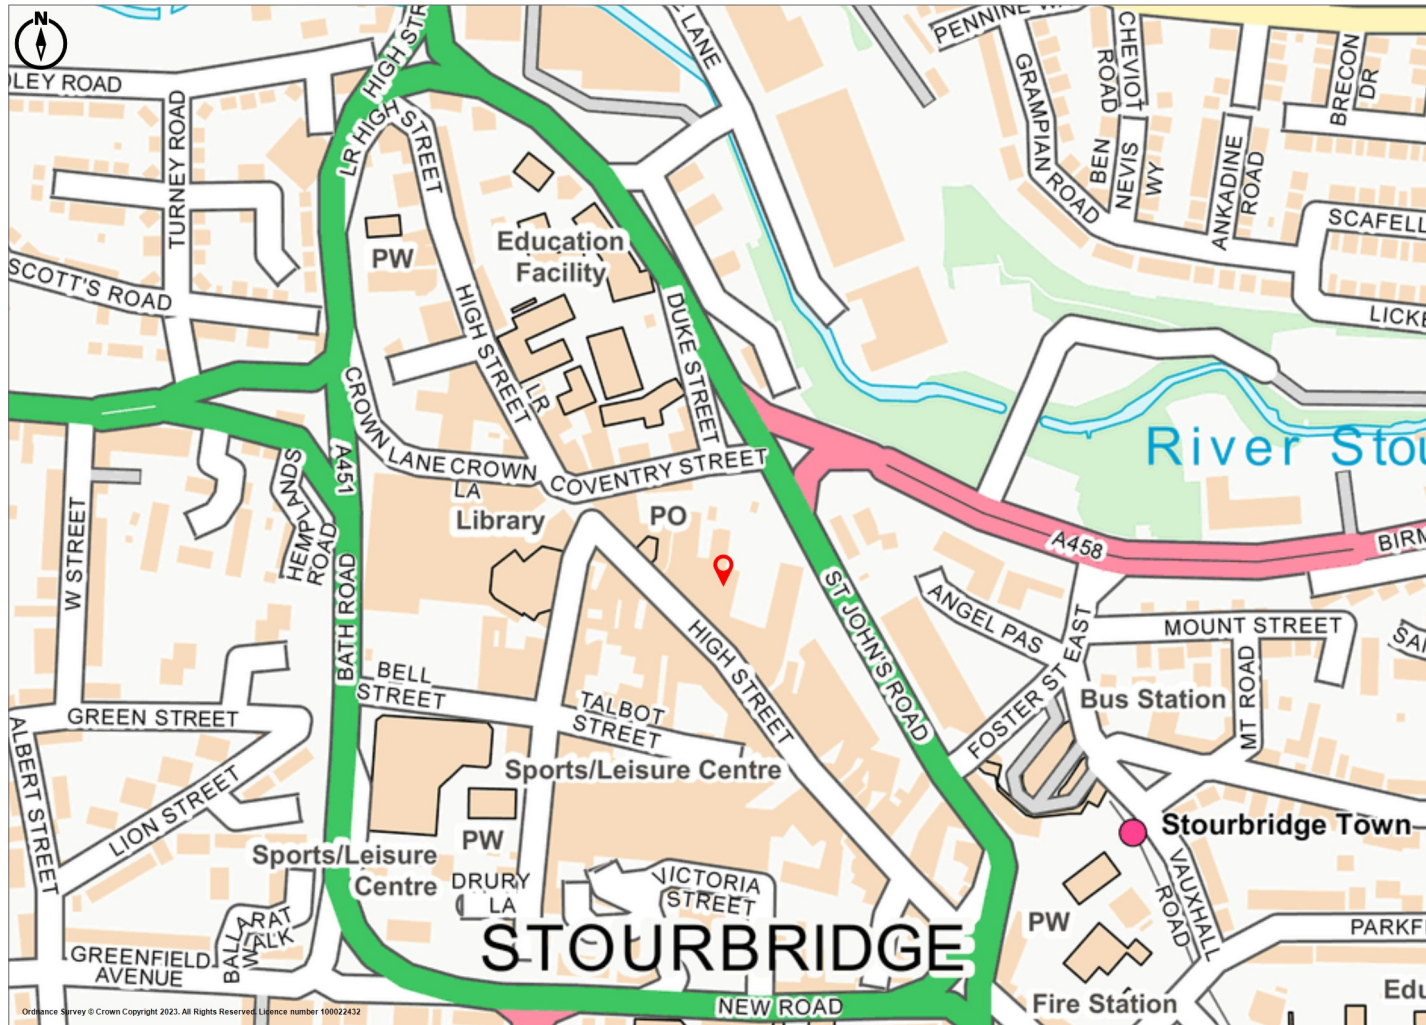 N
HIGH STR
E LANE
PENNINE W
CHEVIOT
ROAD
BRECON
DR
DLEY ROAD
TURNEY ROAD
LR HIGH STREET
GRAMPIAN ROAD
BEN
NEVIS
WY
ANKADINE
ROAD
SCAFELL
PW
Education
Facility
SCOTT'S ROAD
HIGH STREET
LR
DUKE STREET
LICKE
CROWN LANE
CROWN
LA
COVENTRY STREET
A451
River Stou
Library
PO
A458
BIRM
W STREET
HEMPLANDS
ROAD
BATH ROAD
ST JOHN'S ROAD
ANGEL PAS
FOSTER ST EAST
MOUNT STREET
SAN
MT ROAD
BELL
STREET
HIGH STREET
TALBOT
STREET
Bus Station
GREEN STREET
ALBERT STREET
LION STREET
Sports/Leisure Centre
Stourbridge Town
PW
Sports/Leisure
Centre
DRURY
LA
VICTORIA
STREET
VAUXHALL
ROAD
PW
PARKFI
BALLARAT
WALK
GREENFIELD
AVENUE
STOURBRIDGE
NEW ROAD
Fire Station
Edu
Ordnance Survey © Crown Copyright 2023. All Rights Reserved. Licence number 100022432